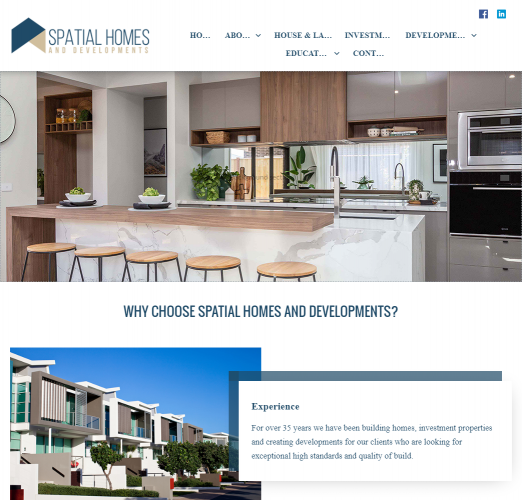 SPATIAL HOMES
AND DEVELOPMENTS
HO... ABO... HOUSE & LA... INVESTM... DEVELOPME...
EDUCAT... CONT...
WHY CHOOSE SPATIAL HOMES AND DEVELOPMENTS?
Experience
For over 35 years we have been building homes, investment properties
and creating developments for our clients who are looking for
exceptional high standards and quality of build.